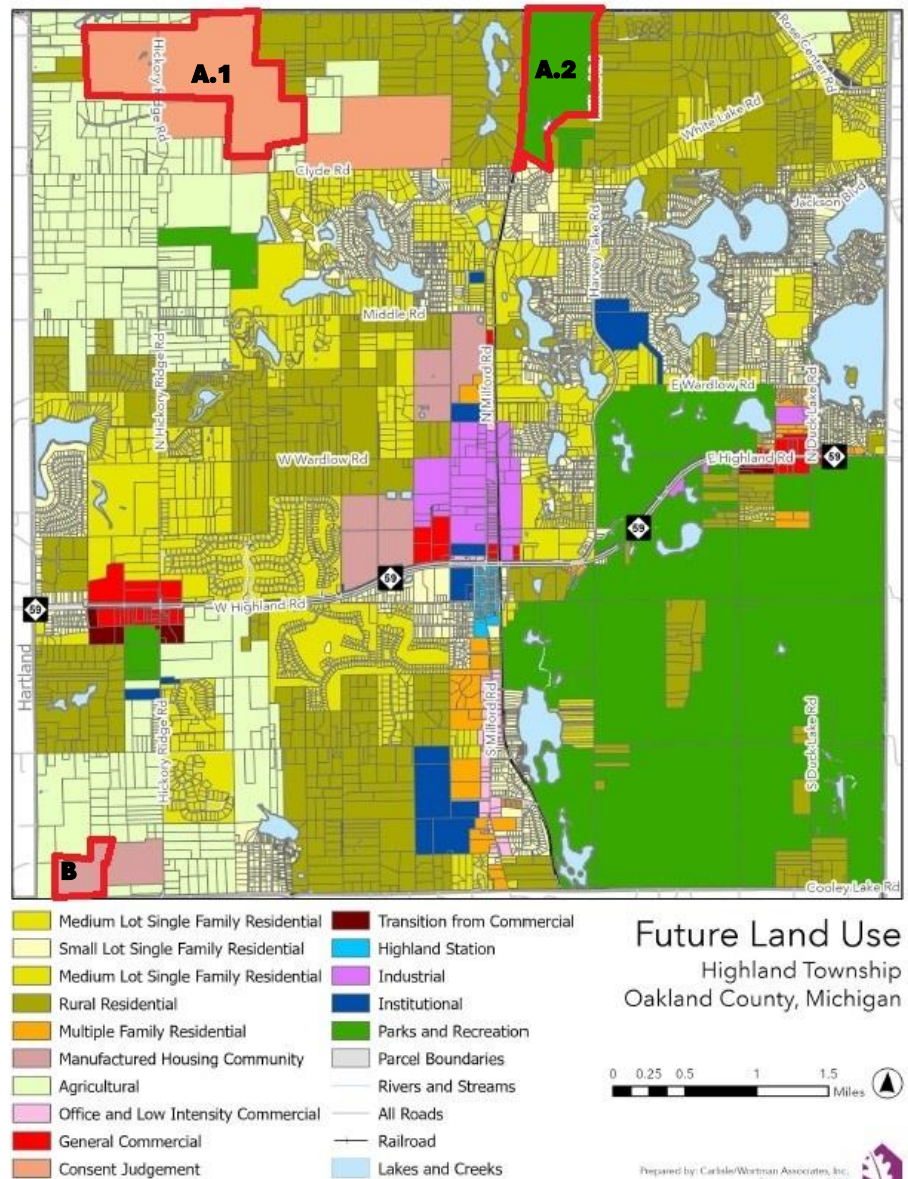 A.1
A.2
Hickory Ridge Rd
Rose Center Rd
White Lake Rd
Clyde Rd
Jackson Blvd
Harvey Lake Rd
Middle Rd
N Hickory Ridge Rd
N Milford Rd
E Wardlow Rd
N Duck Lake Rd
W Wardlow Rd
E Highland Rd
59
59
59
W Highland Rd
59
Hartland
Hickory Ridge Rd
S Milford Rd
S Duck Lake Rd
B
Cooley Lake Rd
Medium Lot Single Family Residential
Small Lot Single Family Residential
Medium Lot Single Family Residential
Rural Residential
Multiple Family Residential
Manufactured Housing Community
Agricultural
Office and Low Intensity Commercial
General Commercial
Consent Judgement
Transition from Commercial
Highland Station
Industrial
Institutional
Parks and Recreation
Parcel Boundaries
Rivers and Streams
All Roads
Railroad
Lakes and Creeks
Future Land Use
Highland Township
Oakland County, Michigan
0 0.25 0.5 1 1.5
Miles
Prepared by: Carlisle/Wortman Associates, Inc.